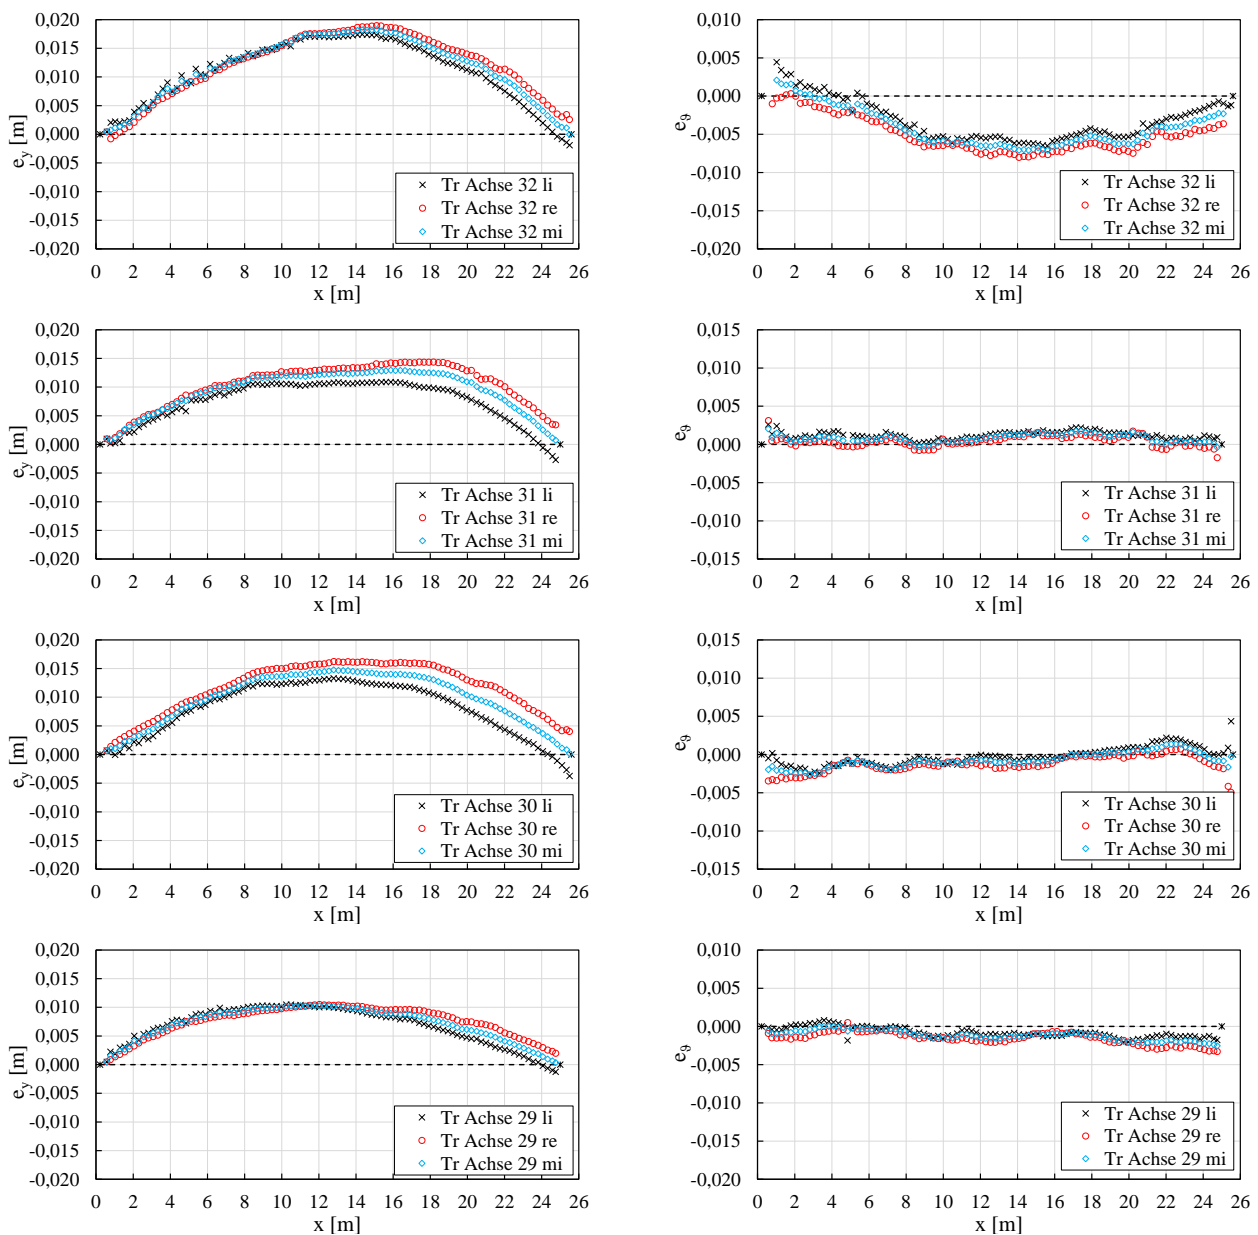 0,020
0,015
0,010
0,005
0,000
-0,005
-0,010
-0,015
-0,020
e_y [m]
0 2 4 6 8 10 12 14 16 18 20 22 24 26
x [m]
Tr Achse 32 li
Tr Achse 32 re
Tr Achse 32 mi
0,010
0,005
0,000
-0,005
-0,010
-0,015
-0,020
e_ϑ
0 2 4 6 8 10 12 14 16 18 20 22 24 26
x [m]
Tr Achse 32 li
Tr Achse 32 re
Tr Achse 32 mi
0,020
0,015
0,010
0,005
0,000
-0,005
-0,010
-0,015
-0,020
e_y [m]
0 2 4 6 8 10 12 14 16 18 20 22 24 26
x [m]
Tr Achse 31 li
Tr Achse 31 re
Tr Achse 31 mi
0,015
0,010
0,005
0,000
-0,005
-0,010
-0,015
e_ϑ
0 2 4 6 8 10 12 14 16 18 20 22 24 26
x [m]
Tr Achse 31 li
Tr Achse 31 re
Tr Achse 31 mi
0,020
0,015
0,010
0,005
0,000
-0,005
-0,010
-0,015
-0,020
e_y [m]
0 2 4 6 8 10 12 14 16 18 20 22 24 26
x [m]
Tr Achse 30 li
Tr Achse 30 re
Tr Achse 30 mi
0,015
0,010
0,005
0,000
-0,005
-0,010
-0,015
e_ϑ
0 2 4 6 8 10 12 14 16 18 20 22 24 26
x [m]
Tr Achse 30 li
Tr Achse 30 re
Tr Achse 30 mi
0,020
0,015
0,010
0,005
0,000
-0,005
-0,010
-0,015
-0,020
e_y [m]
0 2 4 6 8 10 12 14 16 18 20 22 24 26
x [m]
Tr Achse 29 li
Tr Achse 29 re
Tr Achse 29 mi
0,010
0,005
0,000
-0,005
-0,010
-0,015
-0,020
e_ϑ
0 2 4 6 8 10 12 14 16 18 20 22 24 26
x [m]
Tr Achse 29 li
Tr Achse 29 re
Tr Achse 29 mi